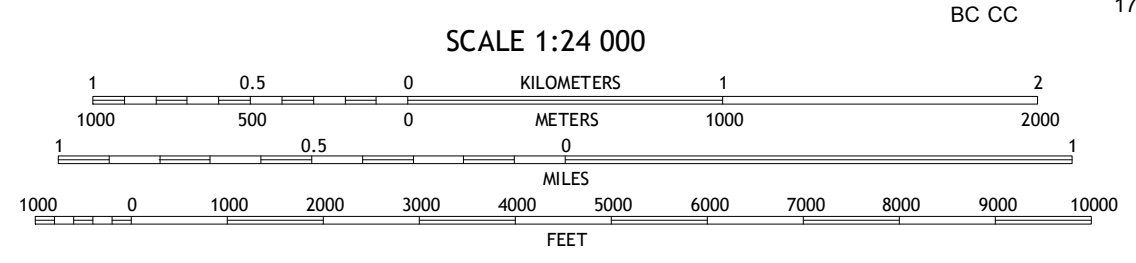 BC CC
17
SCALE 1:24 000
1 0.5 0 KILOMETERS 1 2
1000 500 0 METERS 1000 2000
1 0.5 0 1
MILES
1000 0 1000 2000 3000 4000 5000 6000 7000 8000 9000 10000
FEET